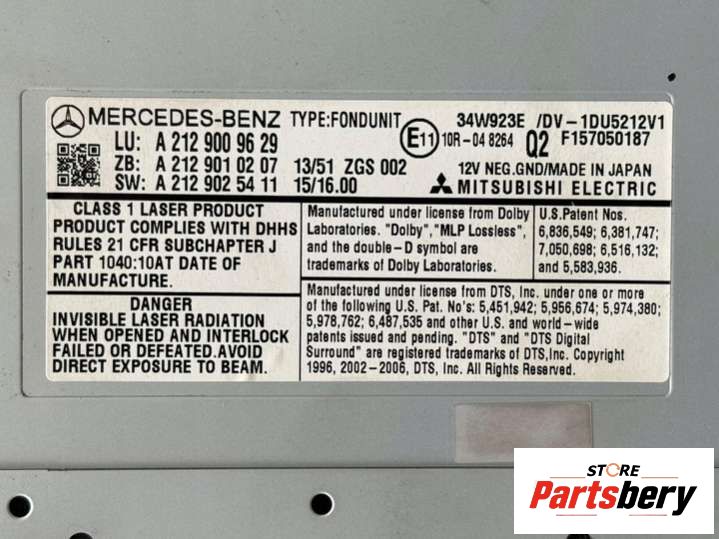 MERCEDES-BENZ TYPE:FONDUNIT 34W923E /DV-1DU5212V1
LU: A 212 900 96 29 E11 10R-04 8264 Q2 F157050187
ZB: A 212 901 02 07 13/51 ZGS 002 12V NEG.GND/MADE IN JAPAN
SW: A 212 902 54 11 15/16.00 MITSUBISHI ELECTRIC
CLASS 1 LASER PRODUCT
PRODUCT COMPLIES WITH DHHS
RULES 21 CFR SUBCHAPTER J
PART 1040:10AT DATE OF
MANUFACTURE.
Manufactured under license from Dolby
Laboratories. "Dolby","MLP Lossless",
and the double-D symbol are
trademarks of Dolby Laboratories.
U.S.Patent Nos.
6,836,549; 6,381,747;
7,050,698; 6,516,132;
and 5,583,936.
DANGER
INVISIBLE LASER RADIATION
WHEN OPENED AND INTERLOCK
FAILED OR DEFEATED.AVOID
DIRECT EXPOSURE TO BEAM.
Manufactured under license from DTS, Inc. under one or more
of the following U.S. Pat. No's: 5,451,942; 5,956,674; 5,974,380;
5,978,762; 6,487,535 and other U.S. and world-wide
patents issued and pending. "DTS" and "DTS Digital
Surround" are registered trademarks of DTS,Inc. Copyright
1996, 2002-2006, DTS, Inc. All Rights Reserved.
STORE
Partsbery